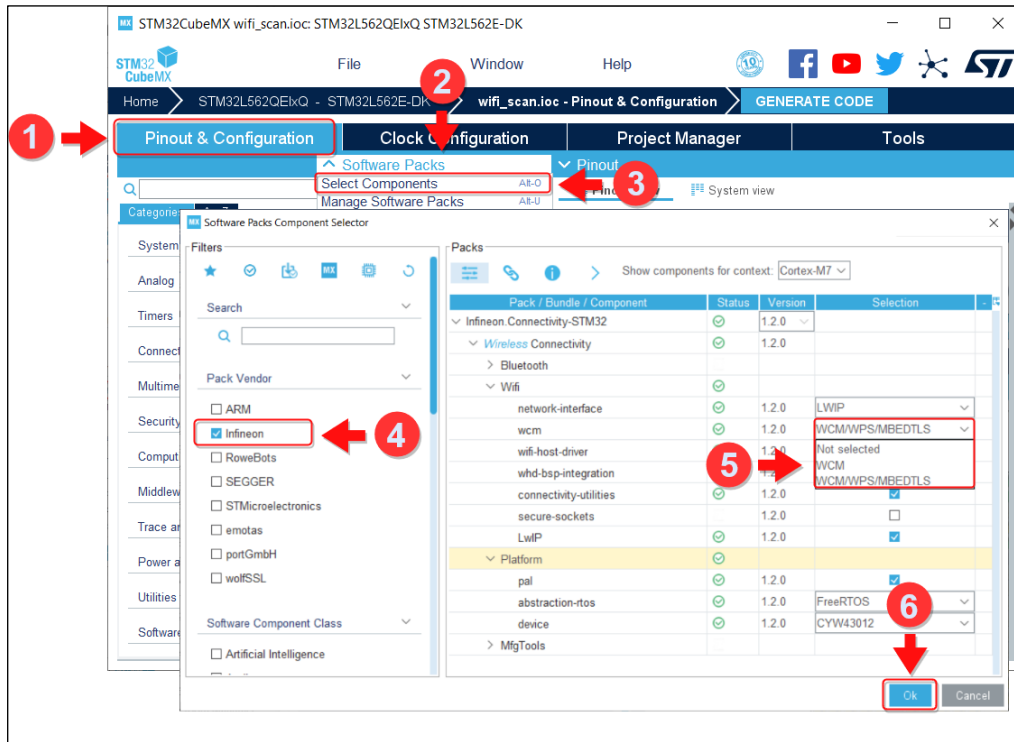 MX STM32CubeMX wifi_scan.ioc: STM32L562QEIxQ STM32L562E-DK
STM32 CubeMX
File Window Help
10
Home STM32L562QEIxQ - STM32L562E-DK wifi_scan.ioc - Pinout & Configuration GENERATE CODE
1
2
Pinout & Configuration Clock Configuration Project Manager Tools
Software Packs Pinout
Select Components Alt-O
3
System view
Manage Software Packs Alt-U
MX Software Packs Component Selector
System
Analog
Timers
Connect
Multime
Security
Comput
Middlew
Trace an
Power a
Utilities
Software
Filters
MX
Search
Pack Vendor
ARM
Infineon
4
RoweBots
SEGGER
STMicroelectronics
emotas
portGmbH
wolfSSL
Software Component Class
Artificial Intelligence
Packs
Show components for context: Cortex-M7
Pack / Bundle / Component Status Version Selection
Infineon.Connectivity-STM32 1.2.0
Wireless Connectivity 1.2.0
Bluetooth
Wifi
network-interface 1.2.0 LWIP
wcm 1.2.0 WCM/WPS/MBEDTLS
wifi-host-driver Not selected
5
WCM
whd-bsp-integration
WCM/WPS/MBEDTLS
connectivity-utilities 1.2.0
secure-sockets 1.2.0
LwIP 1.2.0
Platform
pal 1.2.0
abstraction-rtos 1.2.0 FreeRTOS
6
device 1.2.0 CYW43012
MfgTools
Ok Cancel